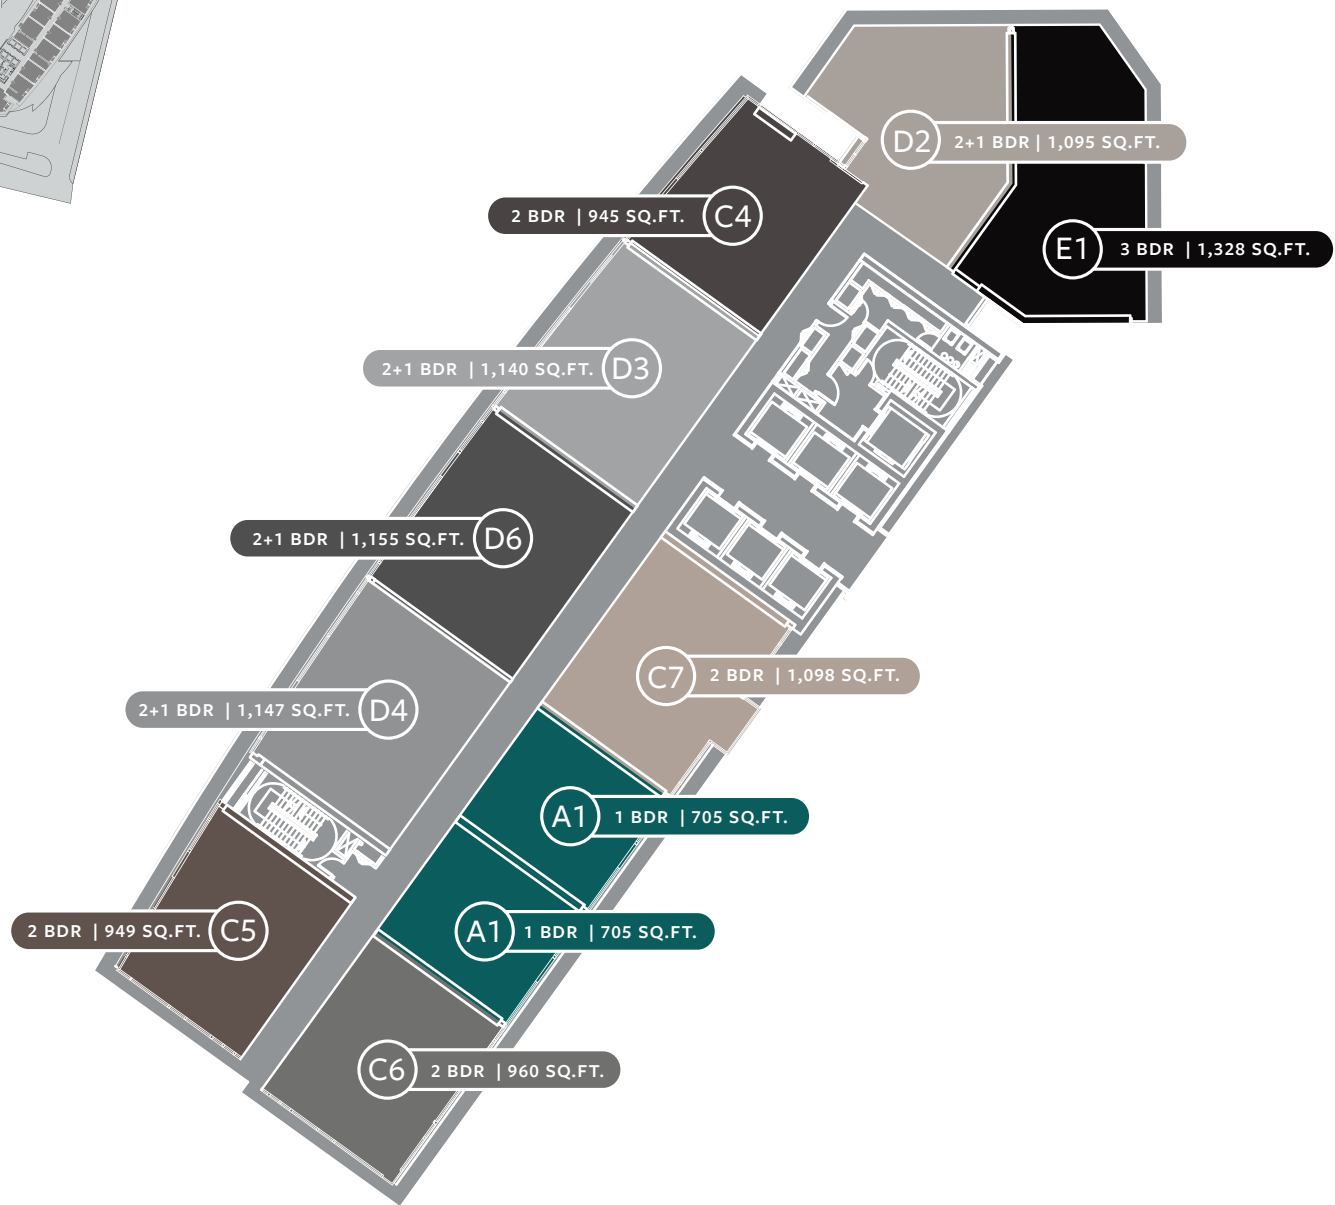 D2 2+1 BDR | 1,095 SQ.FT.
2 BDR | 945 SQ.FT. C4
E1 3 BDR | 1,328 SQ.FT.
2+1 BDR | 1,140 SQ.FT. D3
2+1 BDR | 1,155 SQ.FT. D6
C7 2 BDR | 1,098 SQ.FT.
2+1 BDR | 1,147 SQ.FT. D4
A1 1 BDR | 705 SQ.FT.
2 BDR | 949 SQ.FT. C5
A1 1 BDR | 705 SQ.FT.
C6 2 BDR | 960 SQ.FT.